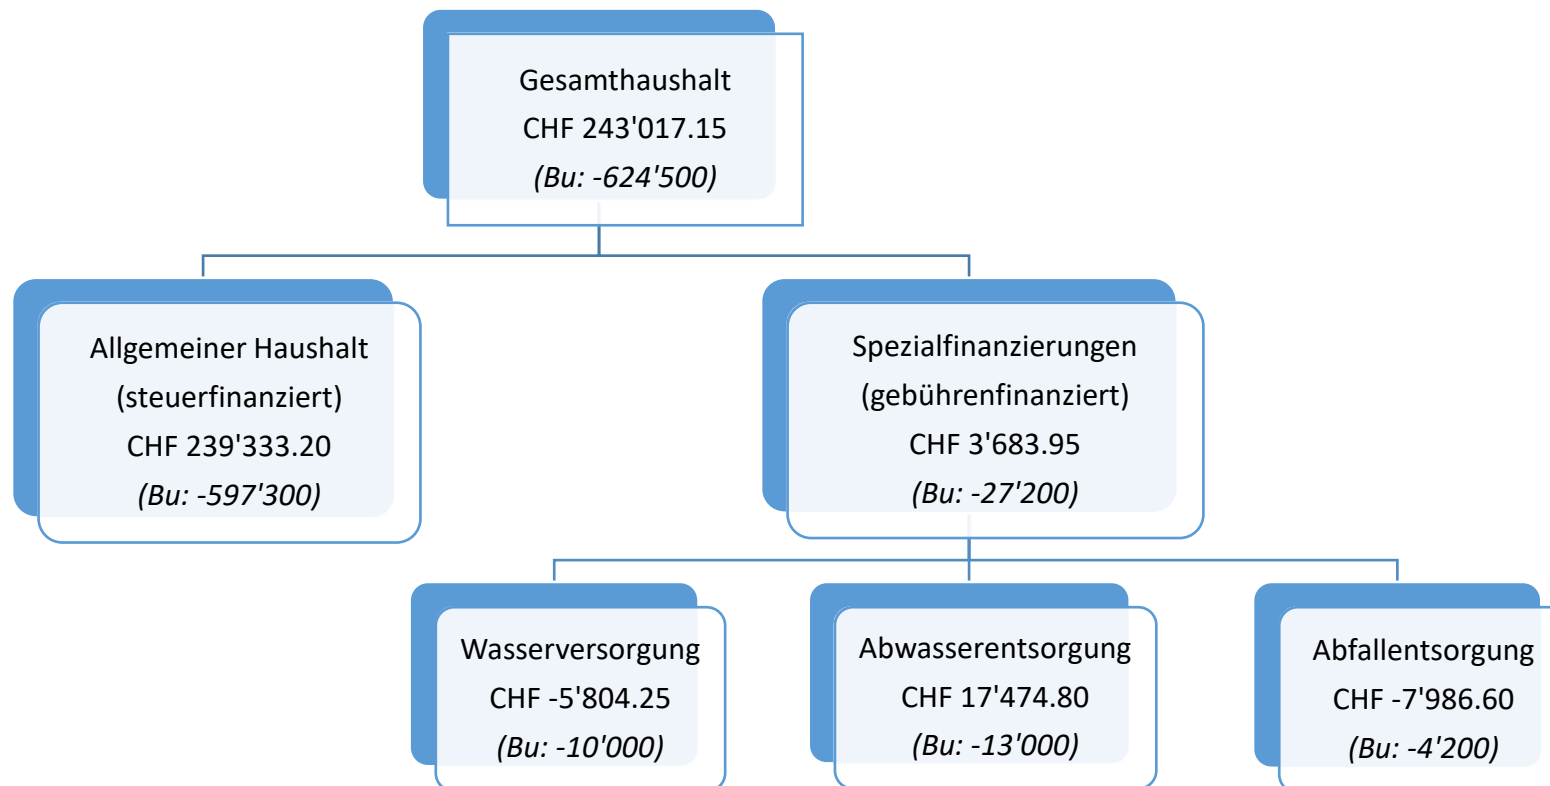 Gesamthaushalt
CHF 243'017.15
(Bu: -624'500)
Allgemeiner Haushalt
(steuerfinanziert)
CHF 239'333.20
(Bu: -597'300)
Spezialfinanzierungen
(gebührenfinanziert)
CHF 3'683.95
(Bu: -27'200)
Wasserversorgung
CHF -5'804.25
(Bu: -10'000)
Abwasserentsorgung
CHF 17'474.80
(Bu: -13'000)
Abfallentsorgung
CHF -7'986.60
(Bu: -4'200)